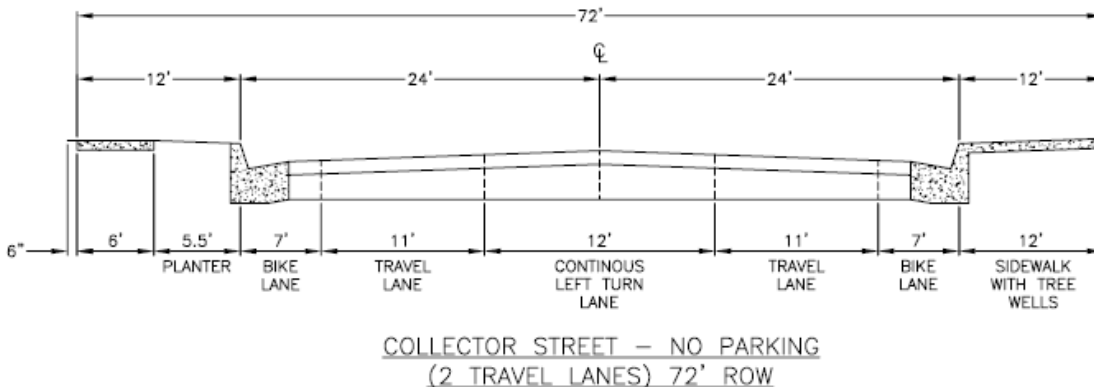 72'
℄
12' 24' 24' 12'
6" 6' 5.5' 7' 11' 12' 11' 7' 12'
PLANTER BIKE TRAVEL CONTINOUS TRAVEL BIKE SIDEWALK
LANE LANE LEFT TURN LANE LANE WITH TREE
LANE WELLS
COLLECTOR STREET – NO PARKING
(2 TRAVEL LANES) 72' ROW